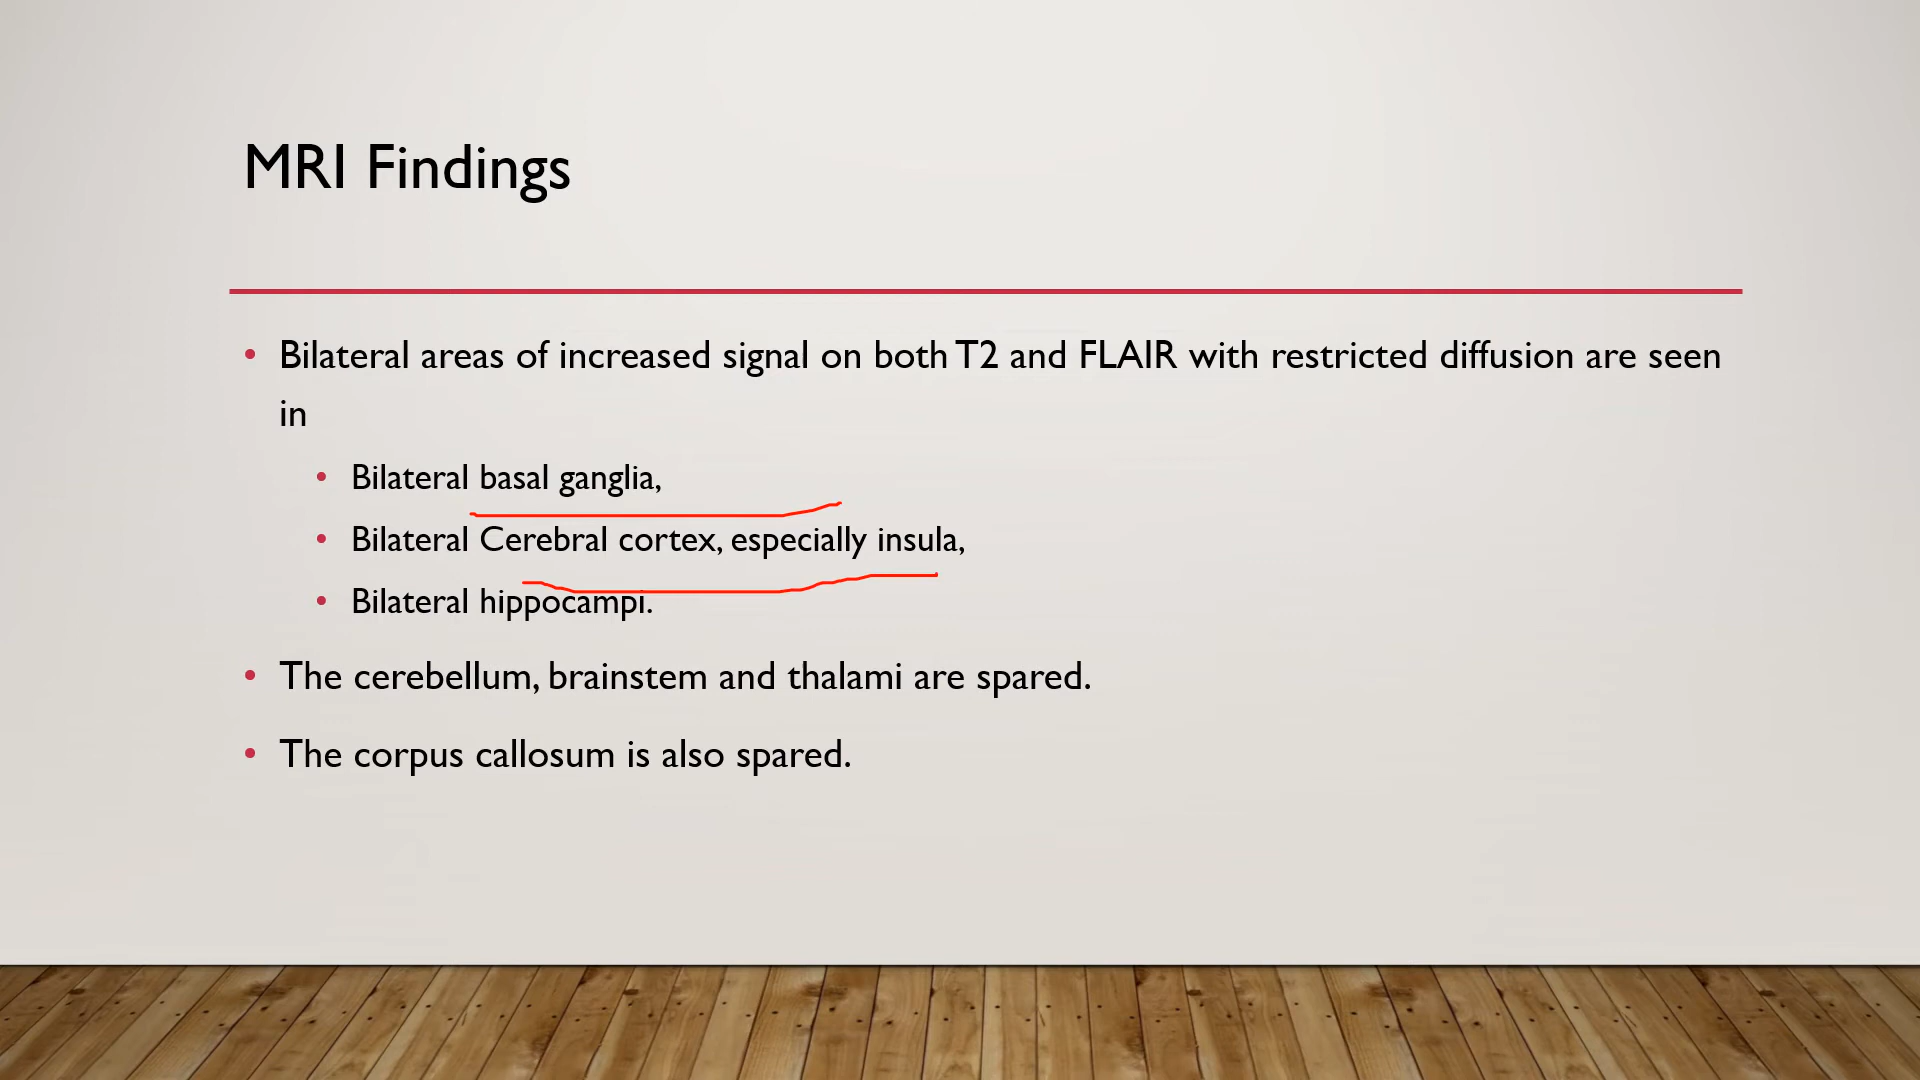 MRI Findings
• Bilateral areas of increased signal on both T2 and FLAIR with restricted diffusion are seen
in
• Bilateral basal ganglia,
• Bilateral Cerebral cortex, especially insula,
• Bilateral hippocampi.
• The cerebellum, brainstem and thalami are spared.
• The corpus callosum is also spared.